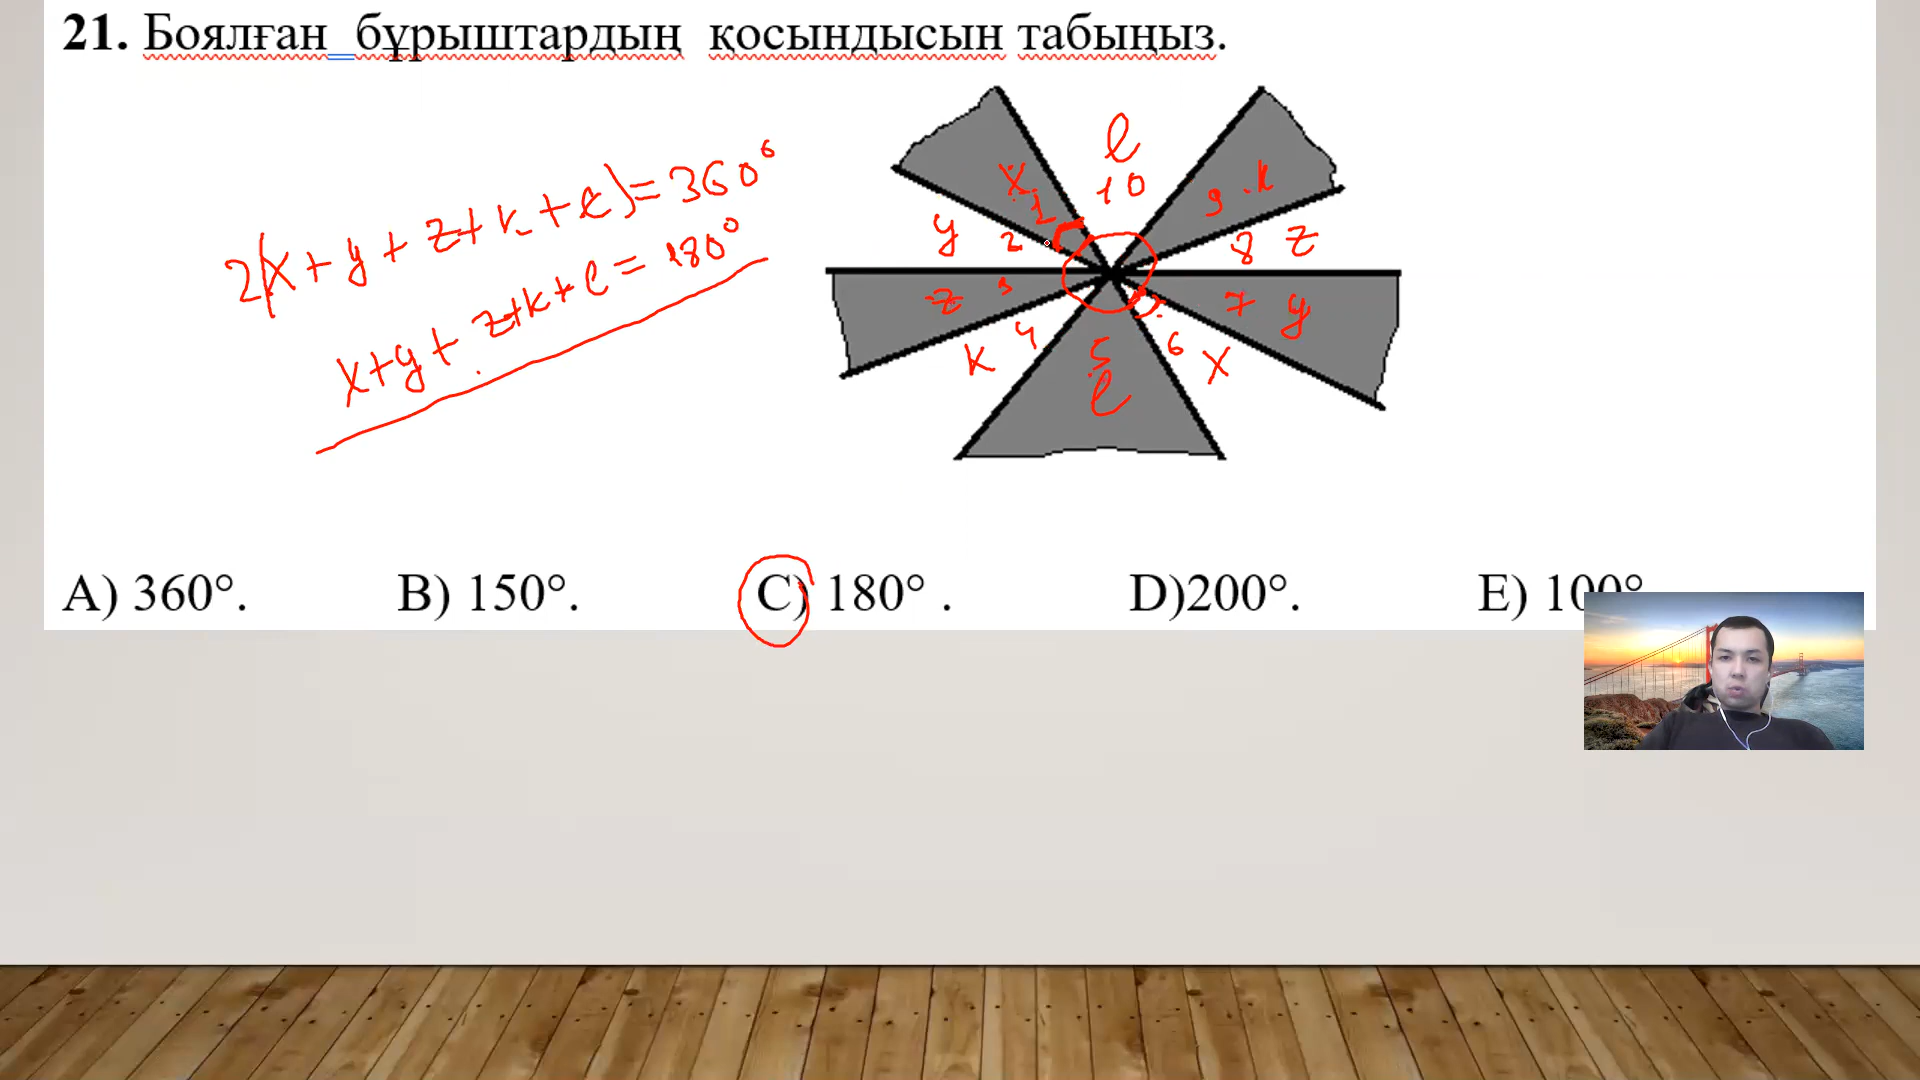 21. Боялған бұрыштардың қосындысын табыңыз.
2(x + y + z + k + l) = 360°
x + y + z + k + l = 180°
l
10
x
1
9 k
y 2
8 z
z 3
7 y
k 4
5
l
6 x
A) 360°. B) 150°. C) 180° . D)200°. E) 100°